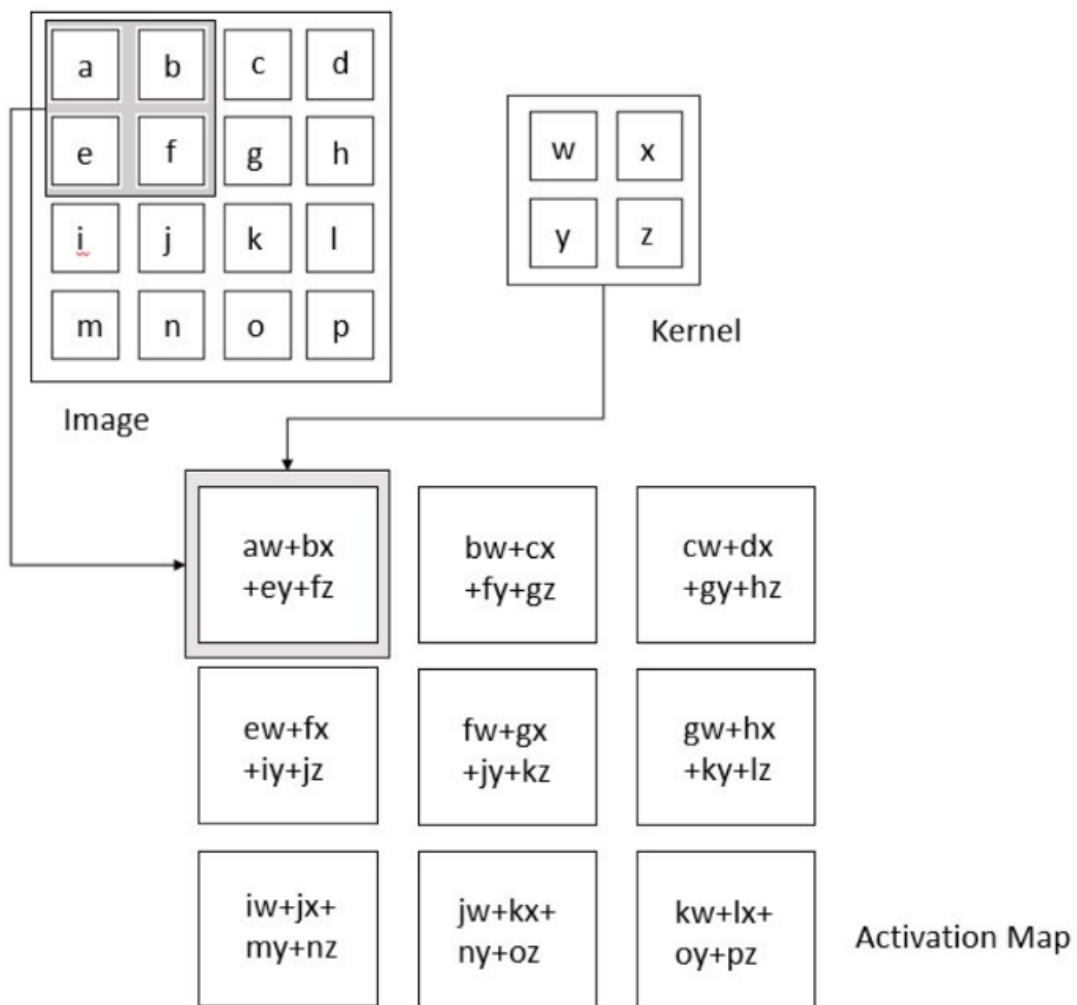 a b c d
e f g h
i j k l
m n o p
Image
w x
y z
Kernel
aw+bx
+ey+fz
bw+cx
+fy+gz
cw+dx
+gy+hz
ew+fx
+iy+jz
fw+gx
+jy+kz
gw+hx
+ky+lz
iw+jx+
my+nz
jw+kx+
ny+oz
kw+lx+
oy+pz
Activation Map